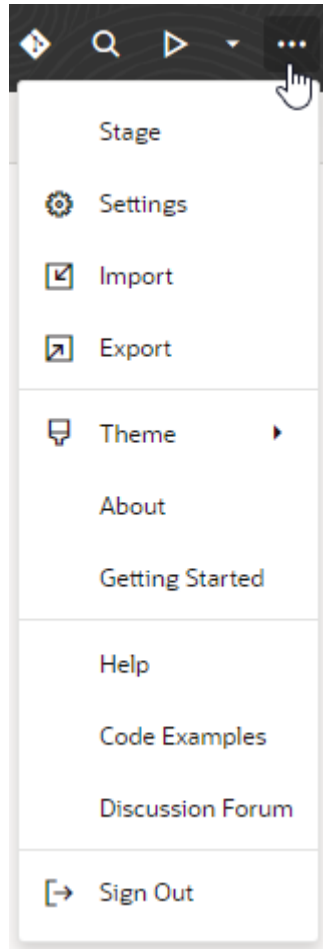 Stage
Settings
Import
Export
Theme
About
Getting Started
Help
Code Examples
Discussion Forum
Sign Out